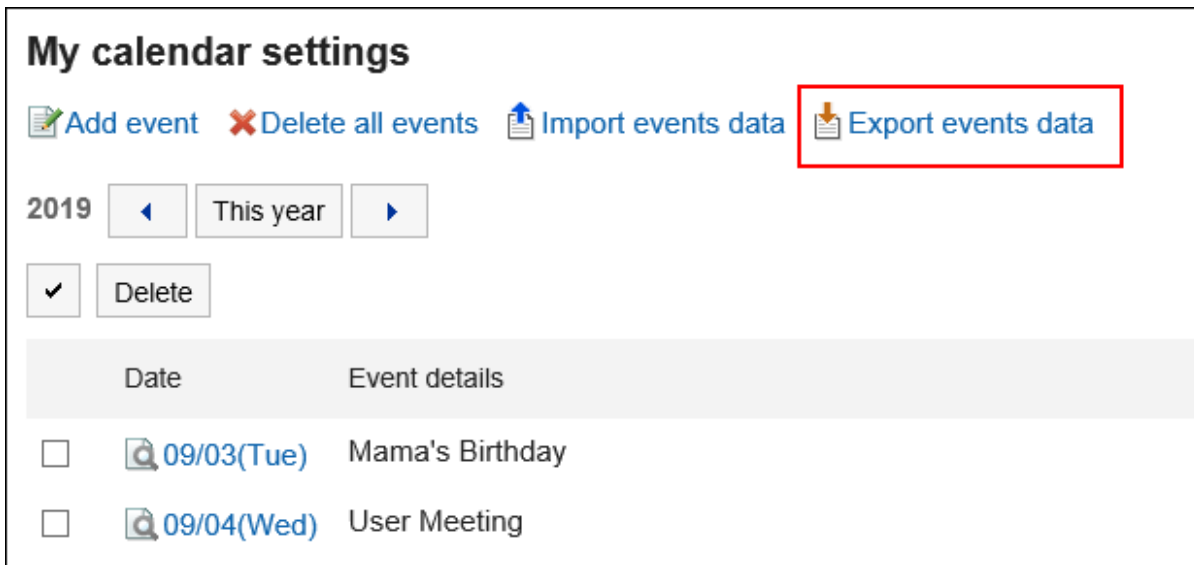 My calendar settings
Add event Delete all events Import events data Export events data
2019 This year
Delete
Date Event details
09/03(Tue) Mama's Birthday
09/04(Wed) User Meeting